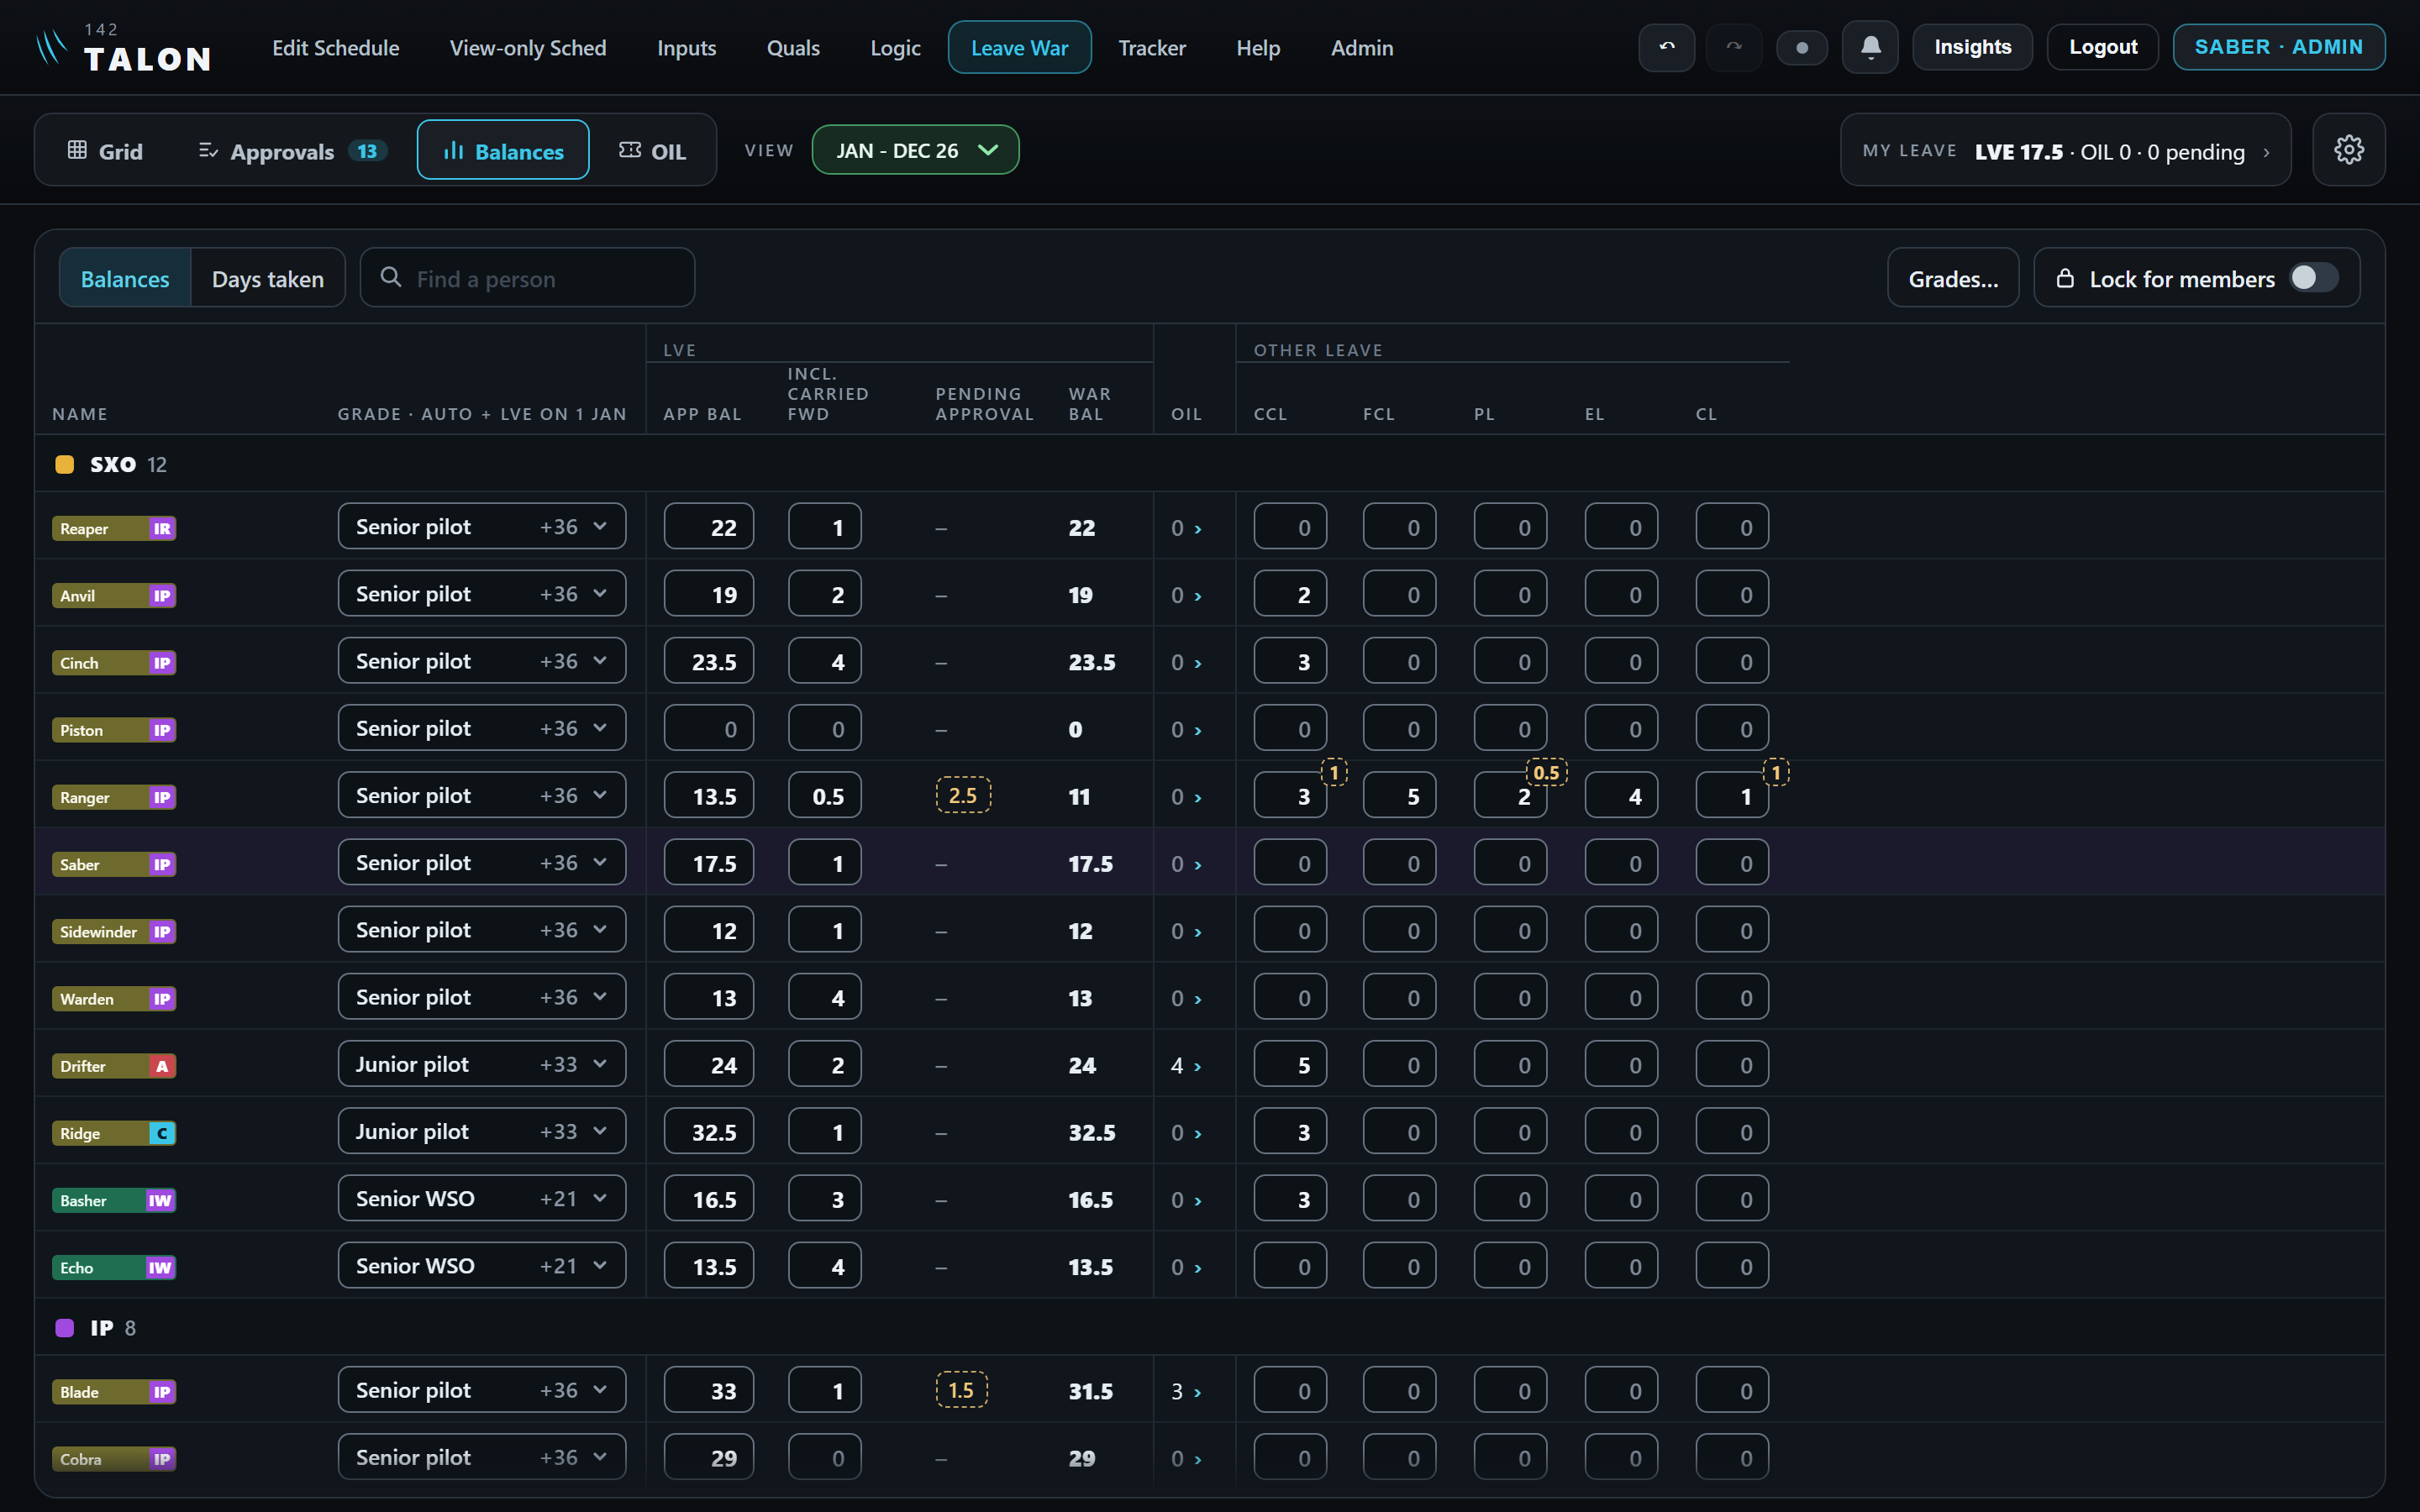 142
TALON
Edit Schedule View-only Sched Inputs Quals Logic Leave War Tracker Help Admin Insights Logout SABER · ADMIN
Grid Approvals 13 Balances OIL VIEW JAN - DEC 26 MY LEAVE LVE 17.5 · OIL 0 · 0 pending ›
Balances Days taken Find a person Grades... Lock for members
LVE OTHER LEAVE
NAME GRADE · AUTO + LVE ON 1 JAN APP BAL INCL. CARRIED FWD PENDING APPROVAL WAR BAL OIL CCL FCL PL EL CL
SXO 12
Reaper IR Senior pilot +36 22 1 – 22 0 › 0 0 0 0 0
Anvil IP Senior pilot +36 19 2 – 19 0 › 2 0 0 0 0
Cinch IP Senior pilot +36 23.5 4 – 23.5 0 › 3 0 0 0 0
Piston IP Senior pilot +36 0 0 – 0 0 › 0 0 0 0 0
Ranger IP Senior pilot +36 13.5 0.5 2.5 11 0 › 3 1 5 2 0.5 4 1 1
Saber IP Senior pilot +36 17.5 1 – 17.5 0 › 0 0 0 0 0
Sidewinder IP Senior pilot +36 12 1 – 12 0 › 0 0 0 0 0
Warden IP Senior pilot +36 13 4 – 13 0 › 0 0 0 0 0
Drifter A Junior pilot +33 24 2 – 24 4 › 5 0 0 0 0
Ridge C Junior pilot +33 32.5 1 – 32.5 0 › 3 0 0 0 0
Basher IW Senior WSO +21 16.5 3 – 16.5 0 › 3 0 0 0 0
Echo IW Senior WSO +21 13.5 4 – 13.5 0 › 0 0 0 0 0
IP 8
Blade IP Senior pilot +36 33 1 1.5 31.5 3 › 0 0 0 0 0
Cobra IP Senior pilot +36 29 0 – 29 0 › 0 0 0 0 0